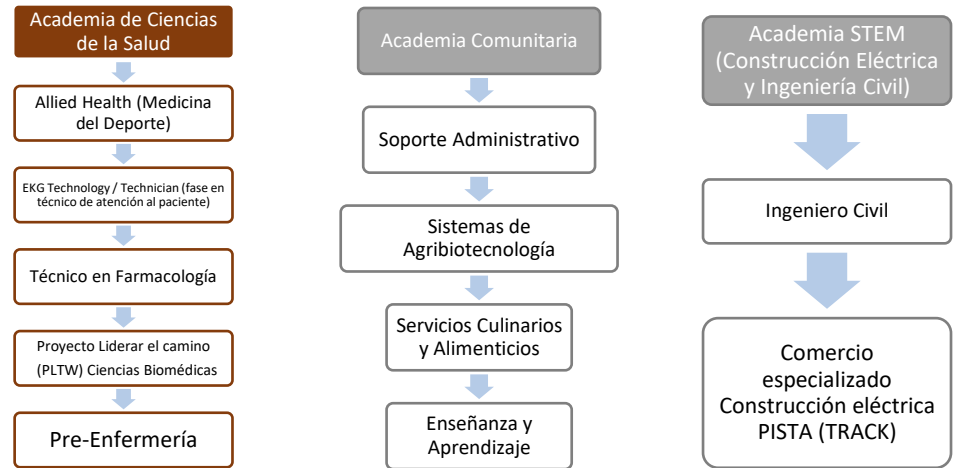 Academia de Ciencias
de la Salud
Allied Health (Medicina
del Deporte)
EKG Technology / Technician (fase en
técnico de atención al paciente)
Técnico en Farmacología
Proyecto Liderar el camino
(PLTW) Ciencias Biomédicas
Pre-Enfermería
Academia Comunitaria
Soporte Administrativo
Sistemas de
Agribiotecnología
Servicios Culinarios
y Alimenticios
Enseñanza y
Aprendizaje
Academia STEM
(Construcción Eléctrica
y Ingeniería Civil)
Ingeniero Civil
Comercio
especializado
Construcción eléctrica
PISTA (TRACK)